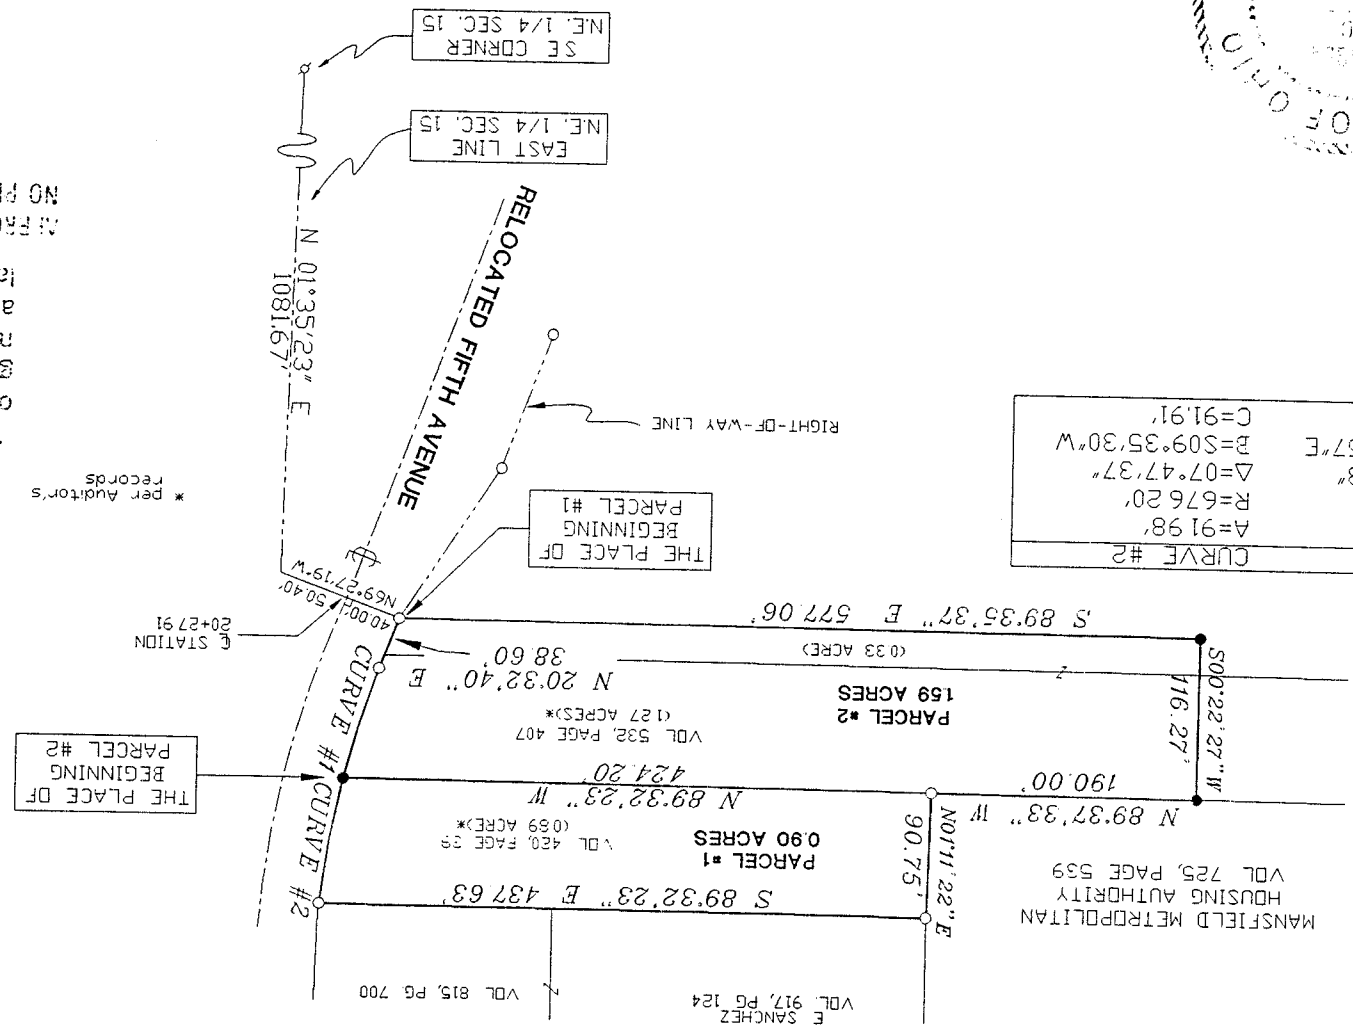 E SANCHEZ
VOL. 917, PG 124
VOL 815, PG 700
MANSFIELD METROPOLITAN
HOUSING AUTHORITY
VOL 725, PAGE 539
N01°11'22"E
90.75'
S 89°32'23" E 437.63'
PARCEL #1
0.90 ACRES
VOL 420, PAGE 39
(0.89 ACRE)*
CURVE #2
N 89°37'33" W
190.00'
N 89°32'23" W
424.20'
THE PLACE OF
BEGINNING
PARCEL #2
S00°22'27"W
116.27'
PARCEL #2
1.59 ACRES
VOL 532, PAGE 407
(1.27 ACRES)*
CURVE #1
N 20°32'40" E
38.60'
(0.33 ACRE)
S 89°35'37" E 577.06'
℄ STATION
20+27.91
40.00'
50.40'
N69°27'19"W
CURVE #2
A=91.98'
R=676.20'
Δ=07°47'37"
B=S09°35'30"W
C=91.91'
THE PLACE OF
BEGINNING
PARCEL #1
* per Auditor's
records
RIGHT-OF-WAY LINE
RELOCATED FIFTH AVENUE
N 01°35'23" E
1081.67'
EAST LINE
N.E. 1/4 SEC. 15
SE CORNER
N.E. 1/4 SEC. 15
OF OHIO